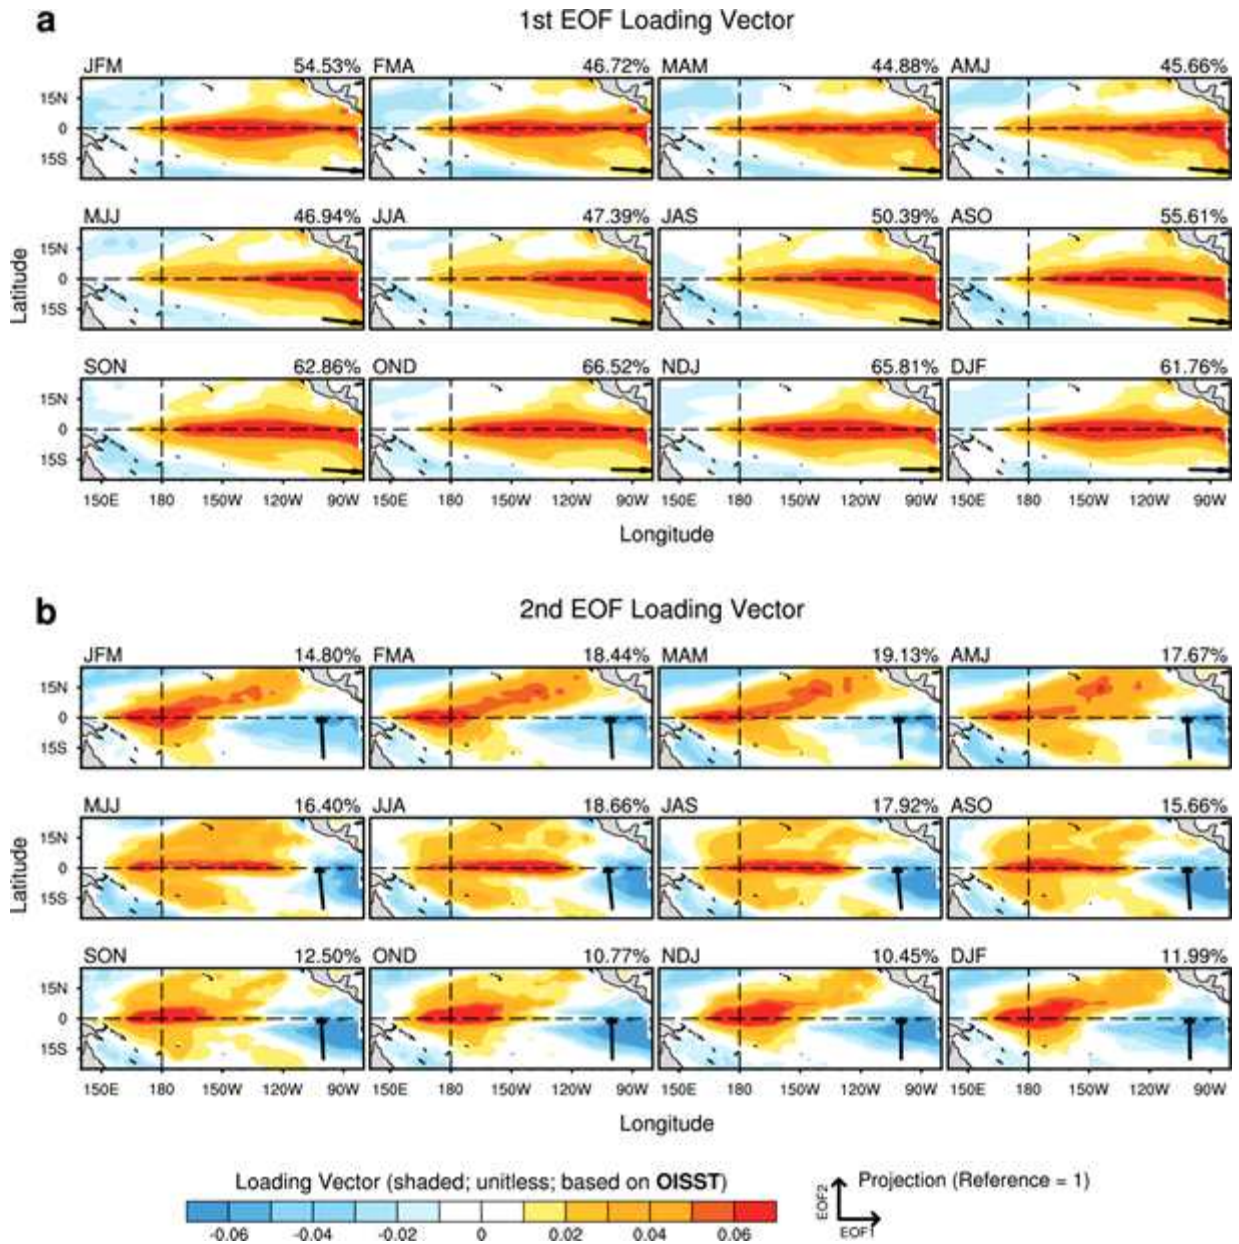 a
1st EOF Loading Vector
JFM 54.53% FMA 46.72% MAM 44.88% AMJ 45.66%
15N
0
15S
MJJ 46.94% JJA 47.39% JAS 50.39% ASO 55.61%
15N
0
15S
Latitude
SON 62.86% OND 66.52% NDJ 65.81% DJF 61.76%
15N
0
15S
150E 180 150W 120W 90W 150E 180 150W 120W 90W 150E 180 150W 120W 90W 150E 180 150W 120W 90W
Longitude
b
2nd EOF Loading Vector
JFM 14.80% FMA 18.44% MAM 19.13% AMJ 17.67%
15N
0
15S
MJJ 16.40% JJA 18.66% JAS 17.92% ASO 15.66%
15N
0
15S
Latitude
SON 12.50% OND 10.77% NDJ 10.45% DJF 11.99%
15N
0
15S
150E 180 150W 120W 90W 150E 180 150W 120W 90W 150E 180 150W 120W 90W 150E 180 150W 120W 90W
Longitude
Loading Vector (shaded; unitless; based on OISST)
-0.06 -0.04 -0.02 0 0.02 0.04 0.06
Projection (Reference = 1)
EOF2
EOF1